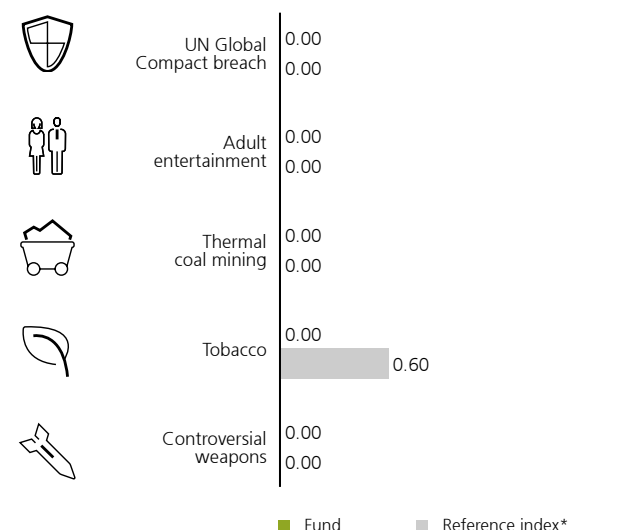 UN Global
Compact breach
0.00
0.00
Adult
entertainment
0.00
0.00
Thermal
coal mining
0.00
0.00
Tobacco
0.00
0.60
Controversial
weapons
0.00
0.00
Fund Reference index*